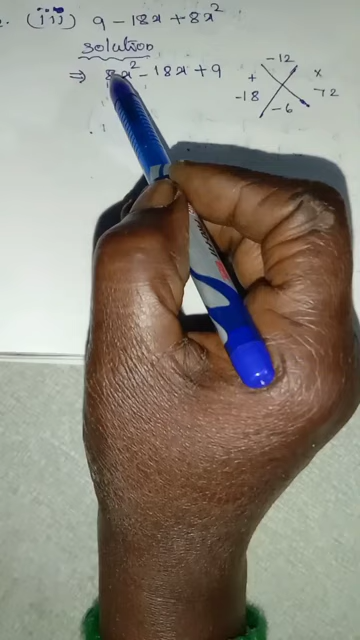 (iii) 9 - 18x + 8x²
Solution
⇒ 8x² - 18x + 9
-12
+ x
-18 72
-6